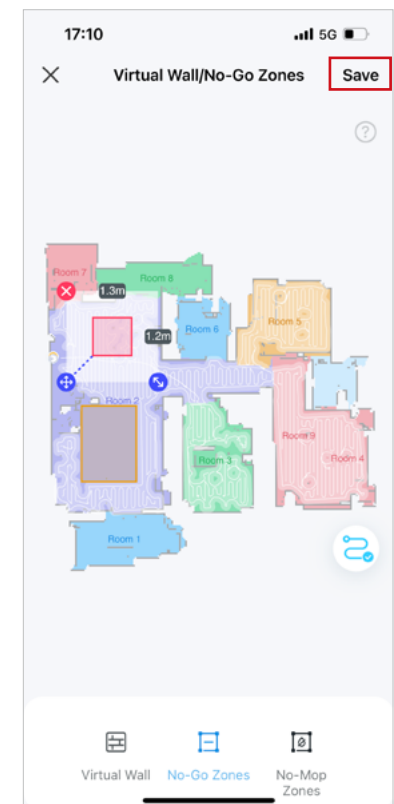 17:10 5G
Virtual Wall/No-Go Zones Save
?
Room 7
Room 8
1.3m
1.2m
Room 6
Room 5
Room 2
Room 9
Room 3
Room 4
Room 1
Virtual Wall No-Go Zones No-Mop
Zones